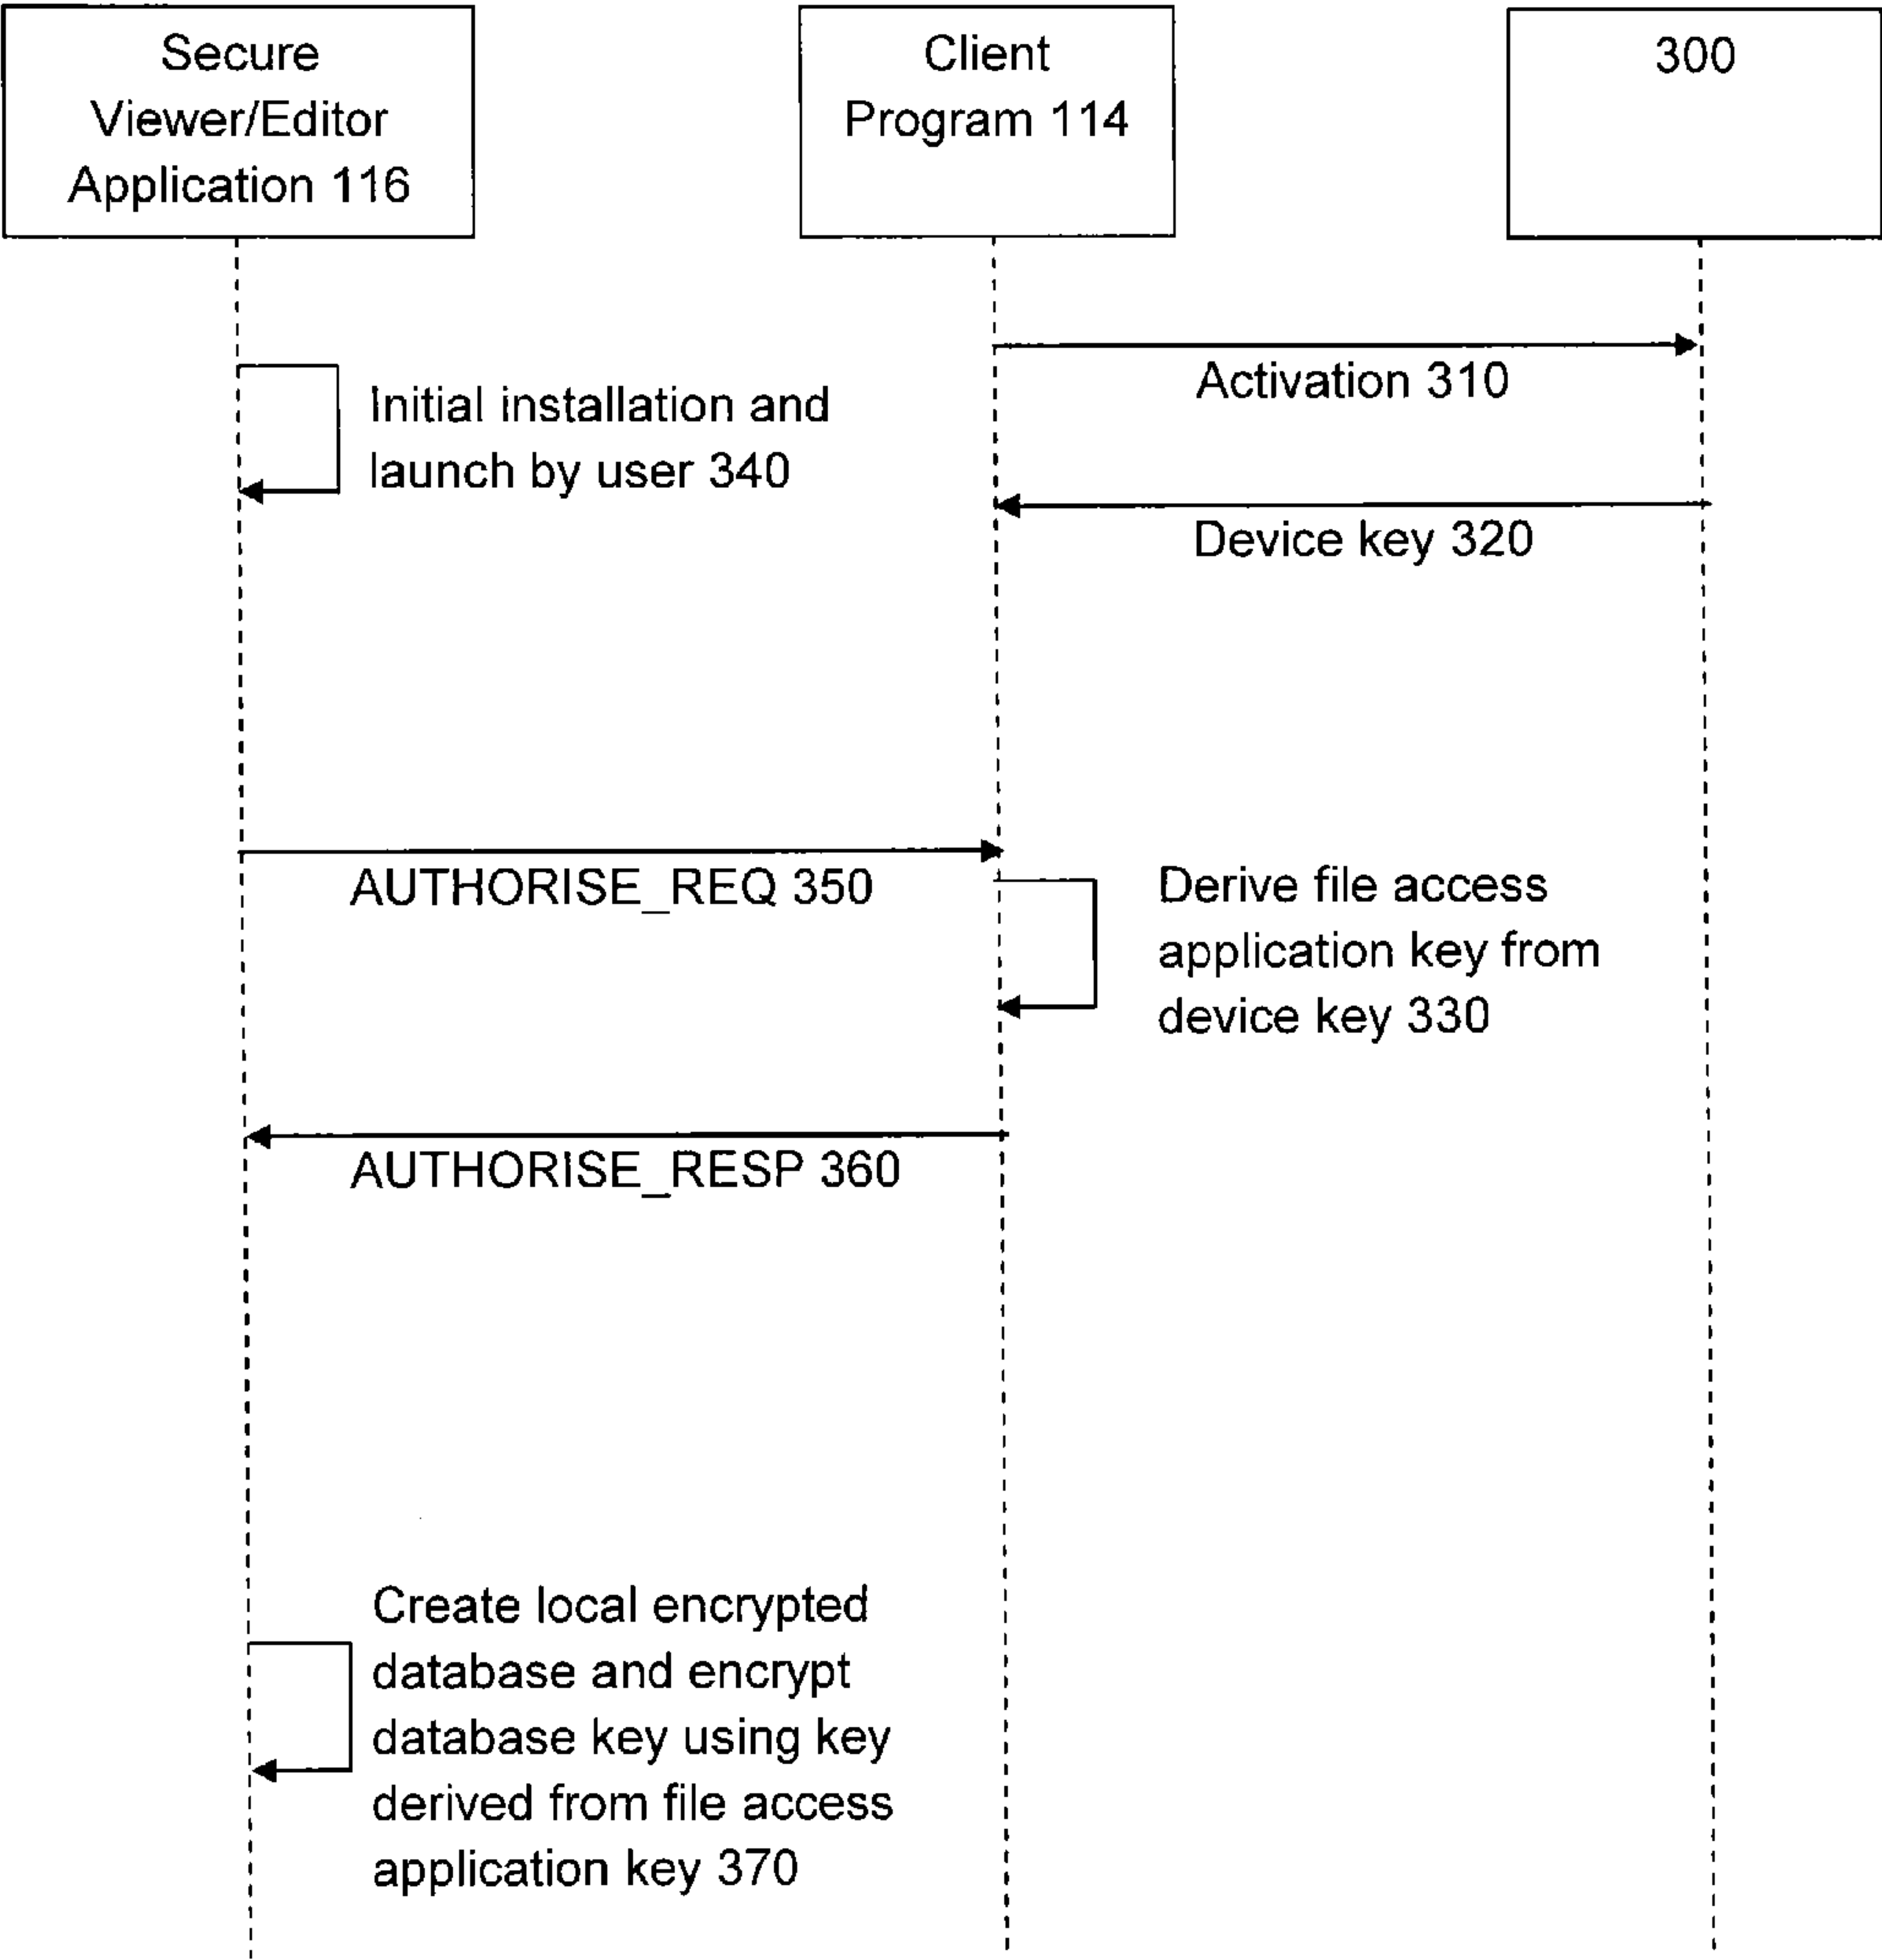 Secure
Viewer/Editor
Application 116
Client
Program 114
300
Activation 310
Initial installation and
launch by user 340
Device key 320
AUTHORISE_REQ 350
Derive file access
application key from
device key 330
AUTHORISE_RESP 360
Create local encrypted
database and encrypt
database key using key
derived from file access
application key 370